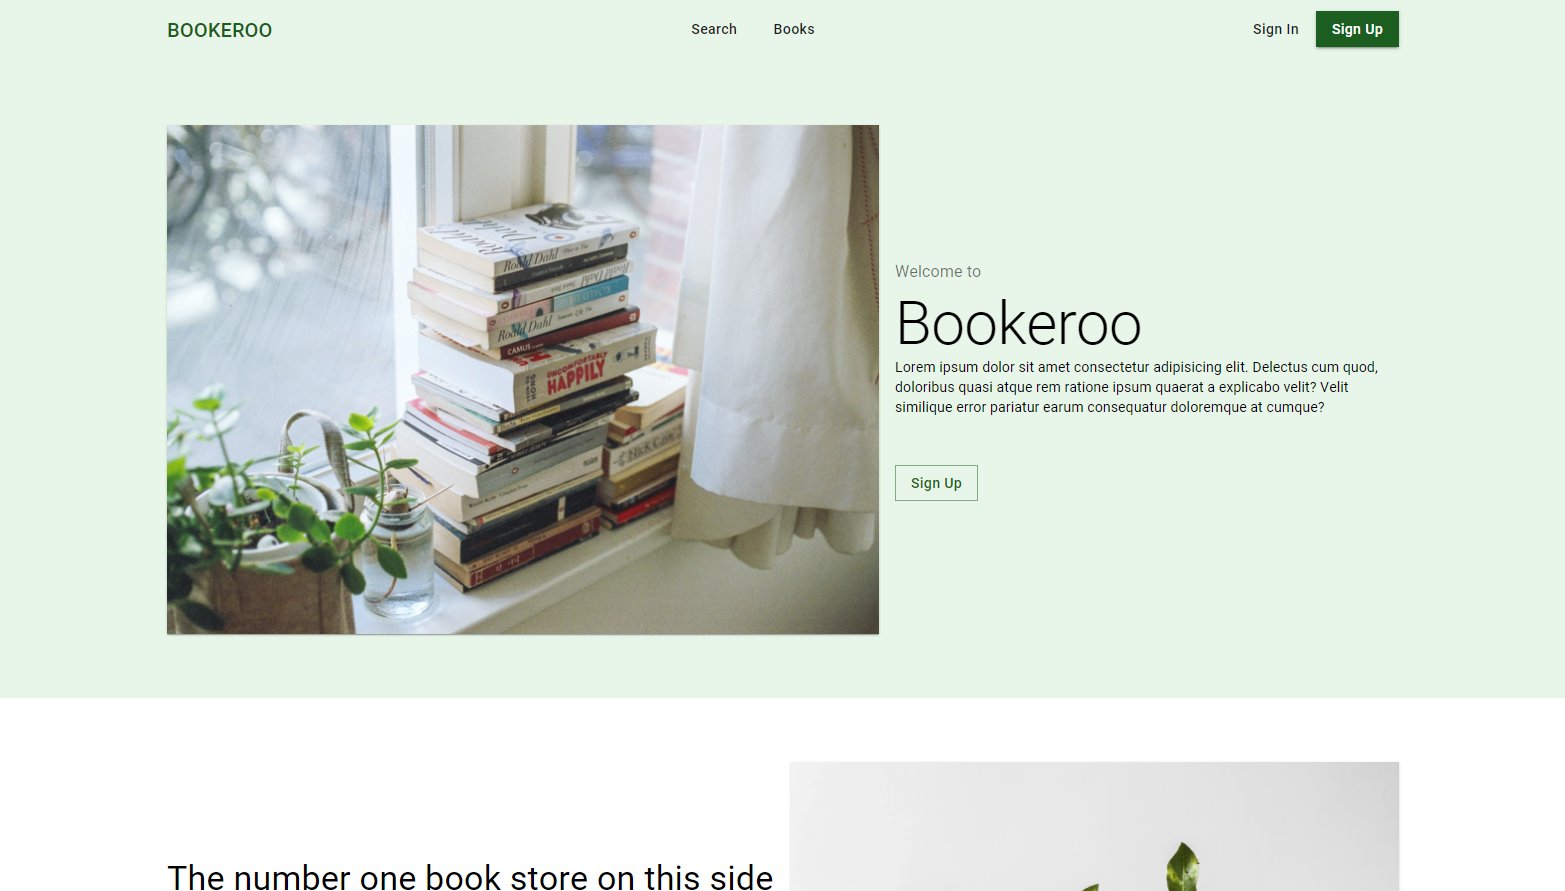 BOOKEROO
Search
Books
Sign In
Sign Up
Roald Dahl
Roald Dahl
CAMUS
UNCOMFORTABLY
HAPPILY
HONG
Welcome to
Bookeroo
Lorem ipsum dolor sit amet consectetur adipisicing elit. Delectus cum quod,
doloribus quasi atque rem ratione ipsum quaerat a explicabo velit? Velit
similique error pariatur earum consequatur doloremque at cumque?
Sign Up
The number one book store on this side